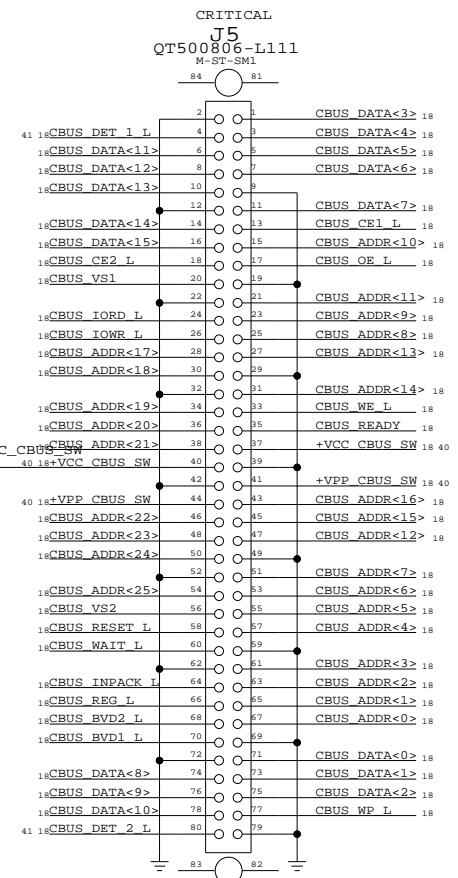 CRITICAL
J5
QT500806-L111
M-ST-SM1
84 81
2 1 CBUS_DATA<3> 18
41 18 CBUS_DET_1_L 4 3 CBUS_DATA<4> 18
18 CBUS_DATA<11> 6 5 CBUS_DATA<5> 18
18 CBUS_DATA<12> 8 7 CBUS_DATA<6> 18
18 CBUS_DATA<13> 10 9
12 11 CBUS_DATA<7> 18
18 CBUS_DATA<14> 14 13 CBUS_CE1_L 18
18 CBUS_DATA<15> 16 15 CBUS_ADDR<10> 18
18 CBUS_CE2_L 18 17 CBUS_OE_L 18
18 CBUS_VS1 20 19
22 21 CBUS_ADDR<11> 18
18 CBUS_IORD_L 24 23 CBUS_ADDR<9> 18
18 CBUS_IOWR_L 26 25 CBUS_ADDR<8> 18
18 CBUS_ADDR<17> 28 27 CBUS_ADDR<13> 18
18 CBUS_ADDR<18> 30 29
32 31 CBUS_ADDR<14> 18
18 CBUS_ADDR<19> 34 33 CBUS_WE_L 18
18 CBUS_ADDR<20> 36 35 CBUS_READY 18
18 CBUS_ADDR<21> 38 37 +VCC_CBUS_SW 18 40
C_CBUS_SW
40 18 +VCC_CBUS_SW 40 39
42 41 +VPP_CBUS_SW 18 40
40 18 +VPP_CBUS_SW 44 43 CBUS_ADDR<16> 18
18 CBUS_ADDR<22> 46 45 CBUS_ADDR<15> 18
18 CBUS_ADDR<23> 48 47 CBUS_ADDR<12> 18
18 CBUS_ADDR<24> 50 49
52 51 CBUS_ADDR<7> 18
18 CBUS_ADDR<25> 54 53 CBUS_ADDR<6> 18
18 CBUS_VS2 56 55 CBUS_ADDR<5> 18
18 CBUS_RESET_L 58 57 CBUS_ADDR<4> 18
18 CBUS_WAIT_L 60 59
62 61 CBUS_ADDR<3> 18
18 CBUS_INPACK_L 64 63 CBUS_ADDR<2> 18
18 CBUS_REG_L 66 65 CBUS_ADDR<1> 18
18 CBUS_BVD2_L 68 67 CBUS_ADDR<0> 18
18 CBUS_BVD1_L 70 69
72 71 CBUS_DATA<0> 18
18 CBUS_DATA<8> 74 73 CBUS_DATA<1> 18
18 CBUS_DATA<9> 76 75 CBUS_DATA<2> 18
18 CBUS_DATA<10> 78 77 CBUS_WP_L 18
41 18 CBUS_DET_2_L 80 79
83 82